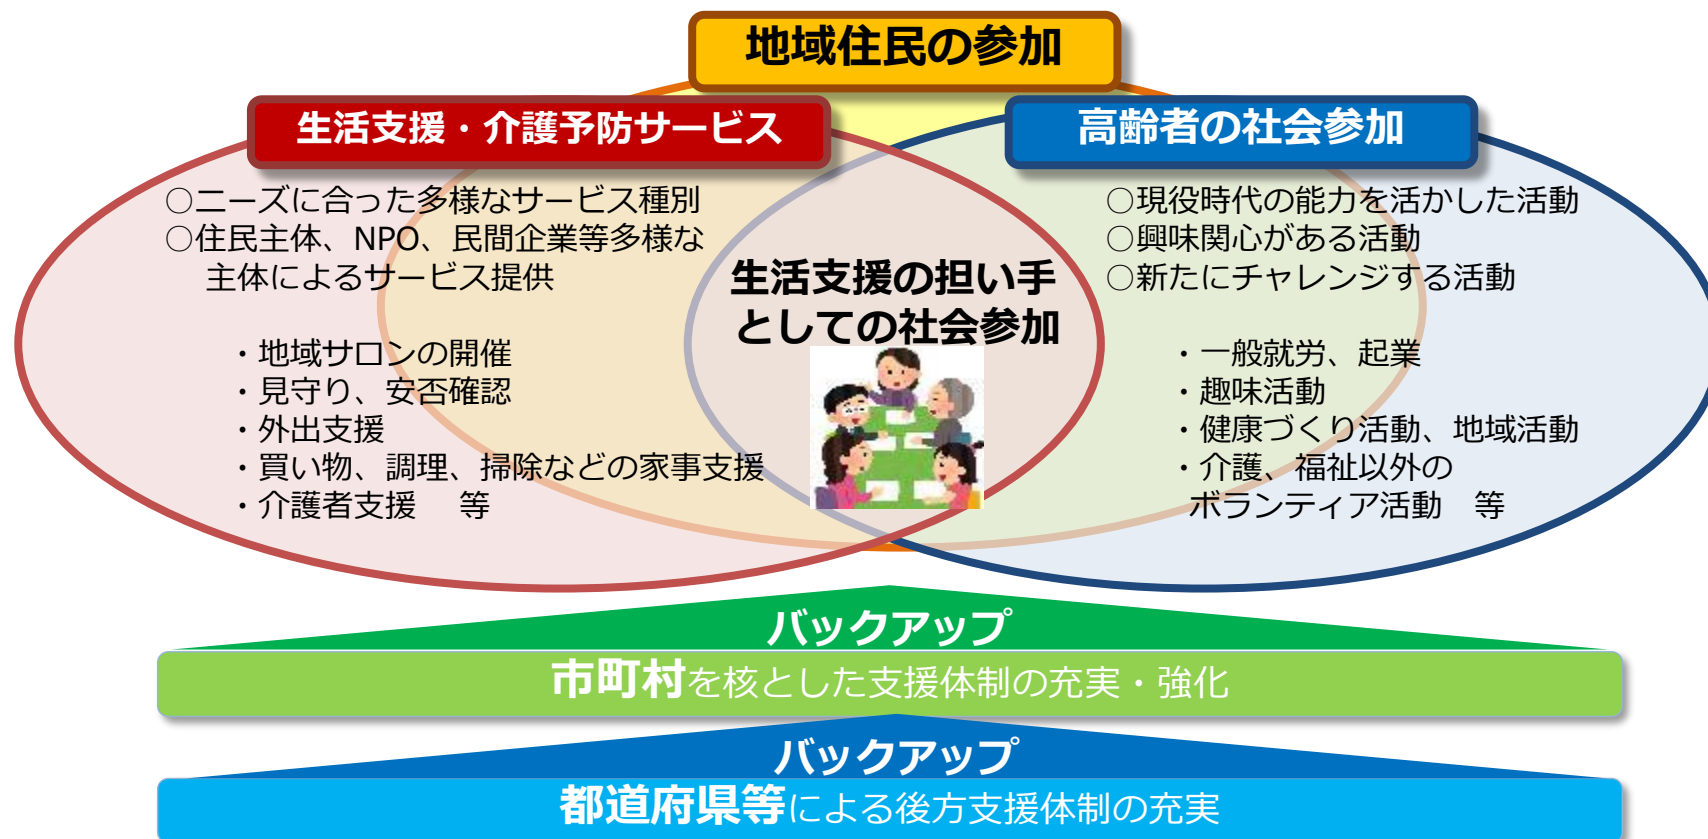 地域住民の参加
生活支援・介護予防サービス
○ニーズに合った多様なサービス種別
○住民主体、NPO、民間企業等多様な
主体によるサービス提供
・地域サロンの開催
・見守り、安否確認
・外出支援
・買い物、調理、掃除などの家事支援
・介護者支援　等
生活支援の担い手
としての社会参加
高齢者の社会参加
○現役時代の能力を活かした活動
○興味関心がある活動
○新たにチャレンジする活動
・一般就労、起業
・趣味活動
・健康づくり活動、地域活動
・介護、福祉以外の
ボランティア活動　等
バックアップ
市町村を核とした支援体制の充実・強化
バックアップ
都道府県等による後方支援体制の充実